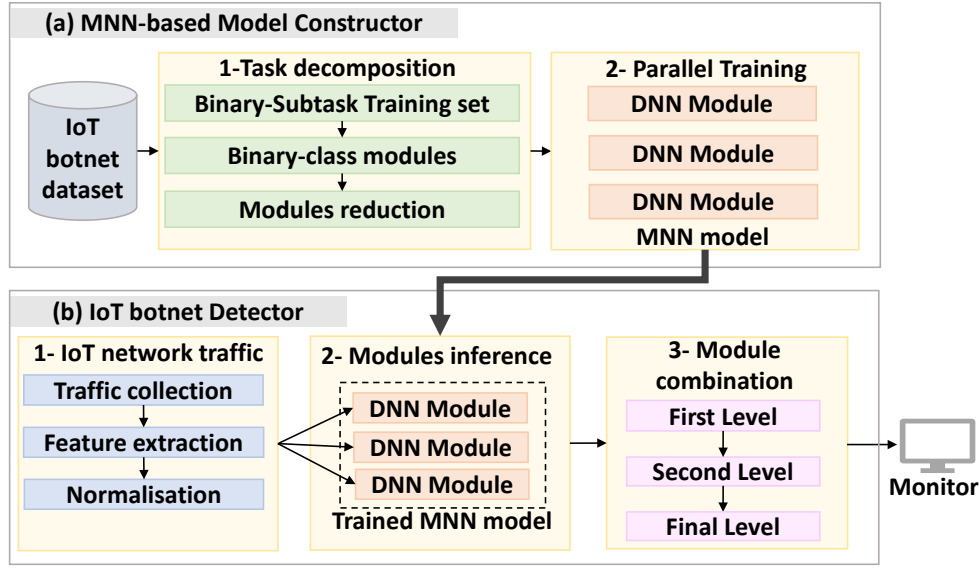 (a) MNN-based Model Constructor
IoT
botnet
dataset
1-Task decomposition
Binary-Subtask Training set
Binary-class modules
Modules reduction
2- Parallel Training
DNN Module
DNN Module
DNN Module
MNN model
(b) IoT botnet Detector
1- IoT network traffic
Traffic collection
Feature extraction
Normalisation
2- Modules inference
DNN Module
DNN Module
DNN Module
Trained MNN model
3- Module
combination
First Level
Second Level
Final Level
Monitor